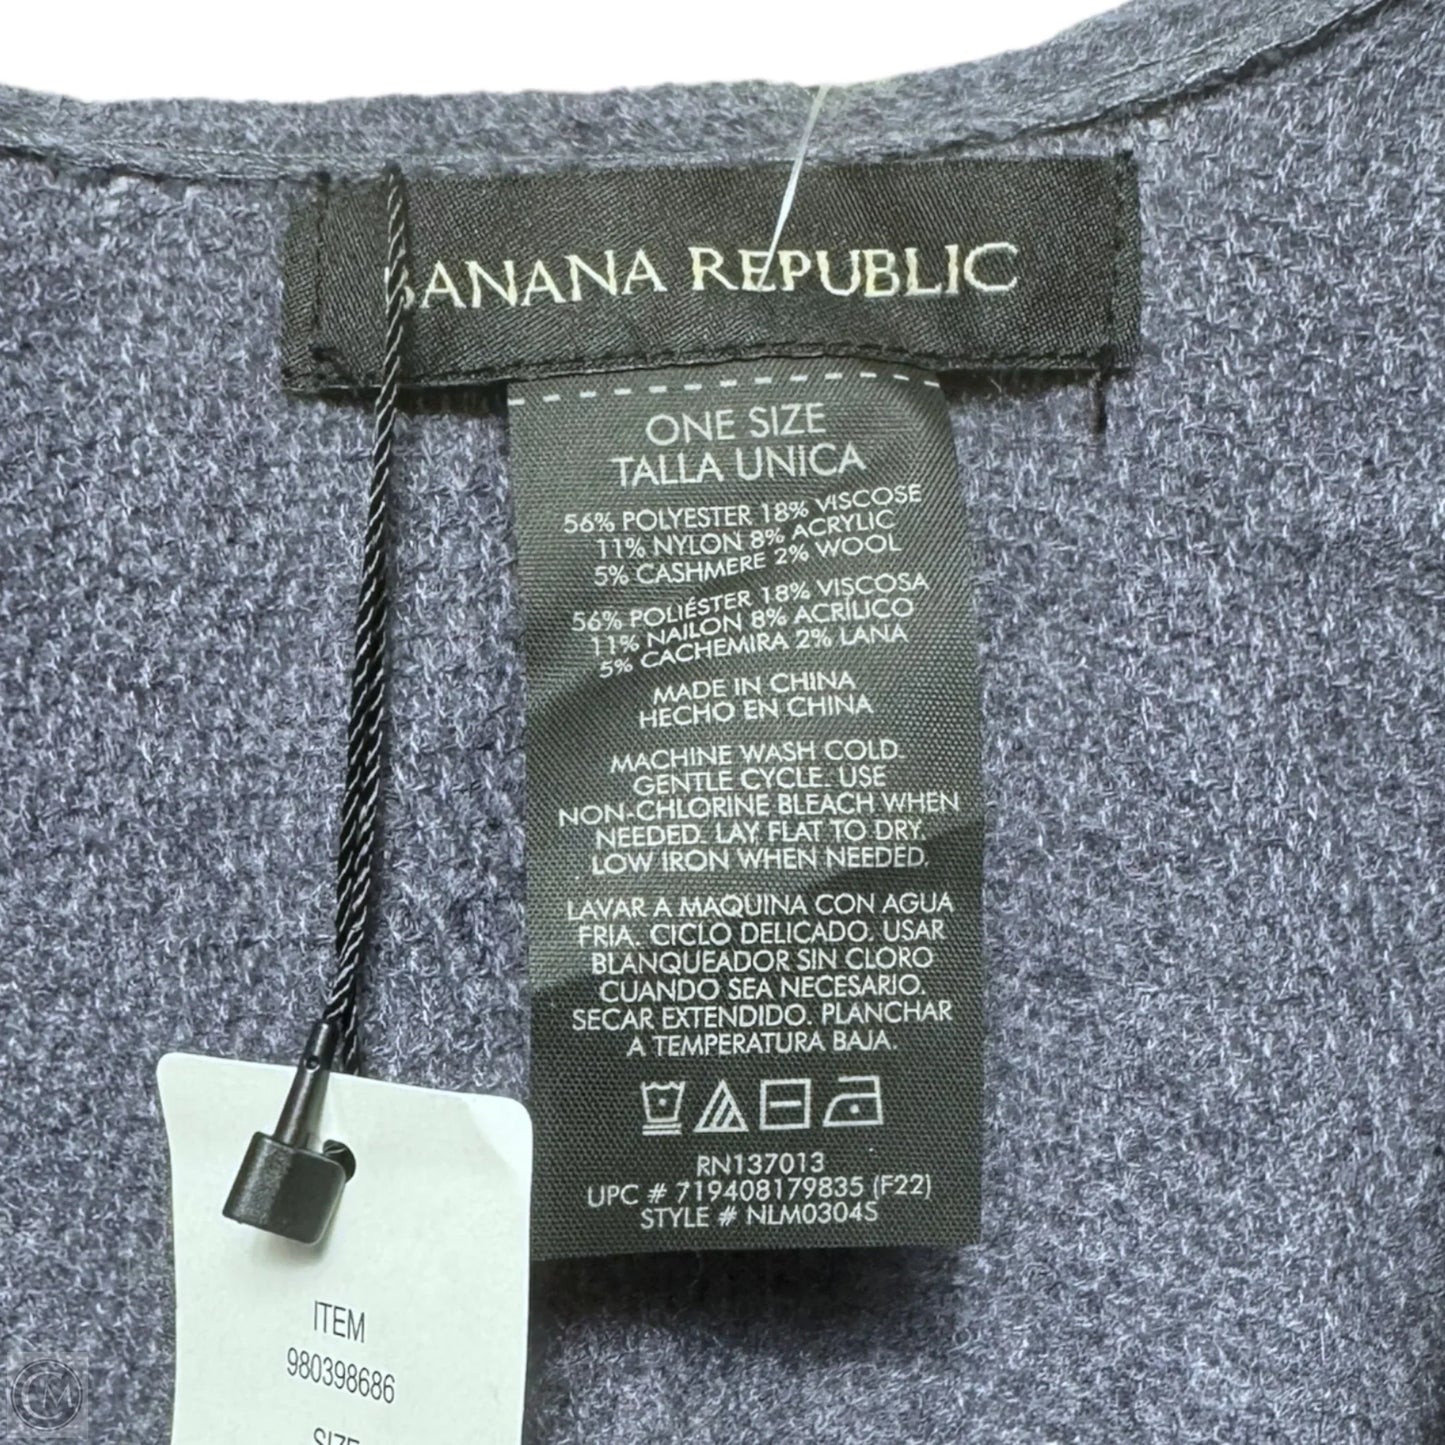 BANANA REPUBLIC
ONE SIZE
TALLA UNICA
56% POLYESTER 18% VISCOSE
11% NYLON 8% ACRYLIC
5% CASHMERE 2% WOOL
56% POLIÉSTER 18% VISCOSA
11% NAILON 8% ACRÍLICO
5% CACHEMIRA 2% LANA
MADE IN CHINA
HECHO EN CHINA
MACHINE WASH COLD.
GENTLE CYCLE. USE
NON-CHLORINE BLEACH WHEN
NEEDED. LAY FLAT TO DRY.
LOW IRON WHEN NEEDED.
LAVAR A MAQUINA CON AGUA
FRIA. CICLO DELICADO. USAR
BLANQUEADOR SIN CLORO
CUANDO SEA NECESARIO.
SECAR EXTENDIDO. PLANCHAR
A TEMPERATURA BAJA.
RN137013
UPC # 719408179835 (F22)
STYLE # NLM0304S
ITEM
980398686
SIZE
CM